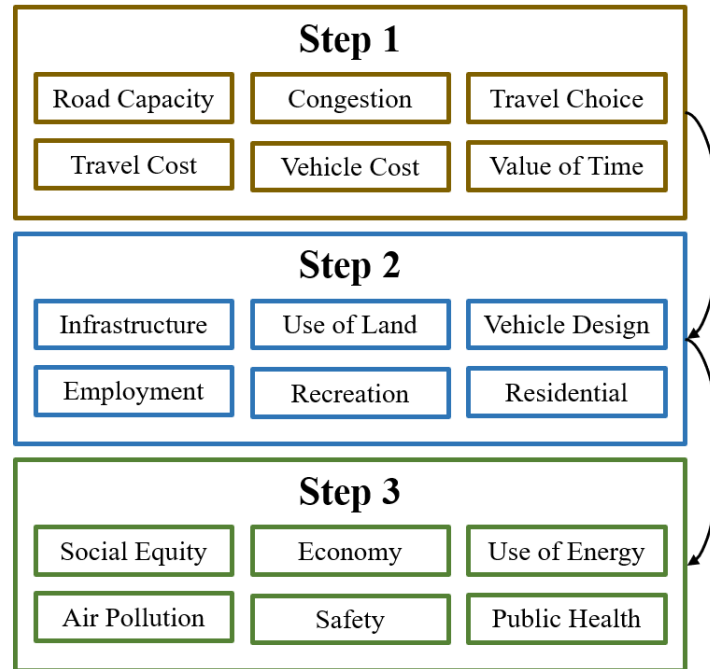 Step 1
Road Capacity
Congestion
Travel Choice
Travel Cost
Vehicle Cost
Value of Time
Step 2
Infrastructure
Use of Land
Vehicle Design
Employment
Recreation
Residential
Step 3
Social Equity
Economy
Use of Energy
Air Pollution
Safety
Public Health